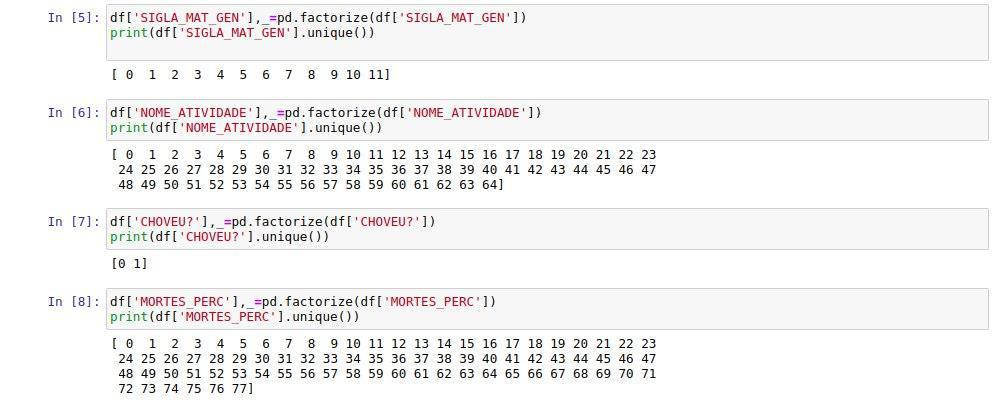 In [5]: df['SIGLA_MAT_GEN'],_=pd.factorize(df['SIGLA_MAT_GEN'])
print(df['SIGLA_MAT_GEN'].unique())
[ 0  1  2  3  4  5  6  7  8  9 10 11]
In [6]: df['NOME_ATIVIDADE'],_=pd.factorize(df['NOME_ATIVIDADE'])
print(df['NOME_ATIVIDADE'].unique())
[ 0  1  2  3  4  5  6  7  8  9 10 11 12 13 14 15 16 17 18 19 20 21 22 23
24 25 26 27 28 29 30 31 32 33 34 35 36 37 38 39 40 41 42 43 44 45 46 47
48 49 50 51 52 53 54 55 56 57 58 59 60 61 62 63 64]
In [7]: df['CHOVEU?'],_=pd.factorize(df['CHOVEU?'])
print(df['CHOVEU?'].unique())
[0 1]
In [8]: df['MORTES_PERC'],_=pd.factorize(df['MORTES_PERC'])
print(df['MORTES_PERC'].unique())
[ 0  1  2  3  4  5  6  7  8  9 10 11 12 13 14 15 16 17 18 19 20 21 22 23
24 25 26 27 28 29 30 31 32 33 34 35 36 37 38 39 40 41 42 43 44 45 46 47
48 49 50 51 52 53 54 55 56 57 58 59 60 61 62 63 64 65 66 67 68 69 70 71
72 73 74 75 76 77]